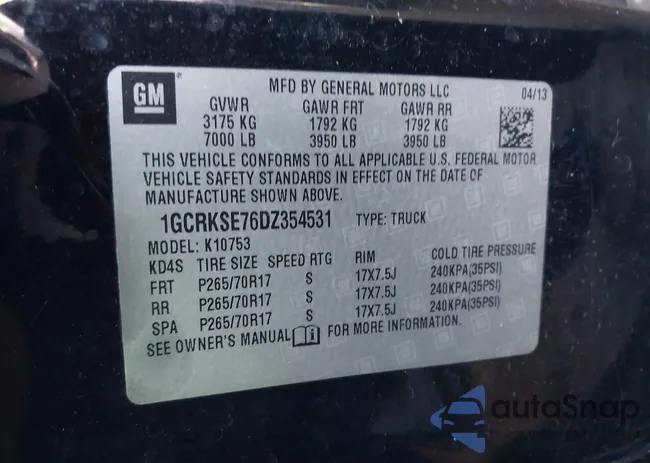 GM
MFD BY GENERAL MOTORS LLC
04/13
GVWR GAWR FRT GAWR RR
3175 KG 1792 KG 1792 KG
7000 LB 3950 LB 3950 LB
THIS VEHICLE CONFORMS TO ALL APPLICABLE U.S. FEDERAL MOTOR
VEHICLE SAFETY STANDARDS IN EFFECT ON THE DATE OF
MANUFACTURE SHOWN ABOVE.
1GCRKSE76DZ354531 TYPE: TRUCK
MODEL: K10753
KD4S TIRE SIZE SPEED RTG RIM COLD TIRE PRESSURE
FRT P265/70R17 S 17X7.5J 240KPA(35PSI)
RR P265/70R17 S 17X7.5J 240KPA(35PSI)
SPA P265/70R17 S 17X7.5J 240KPA(35PSI)
SEE OWNER'S MANUAL FOR MORE INFORMATION.
autoSnap